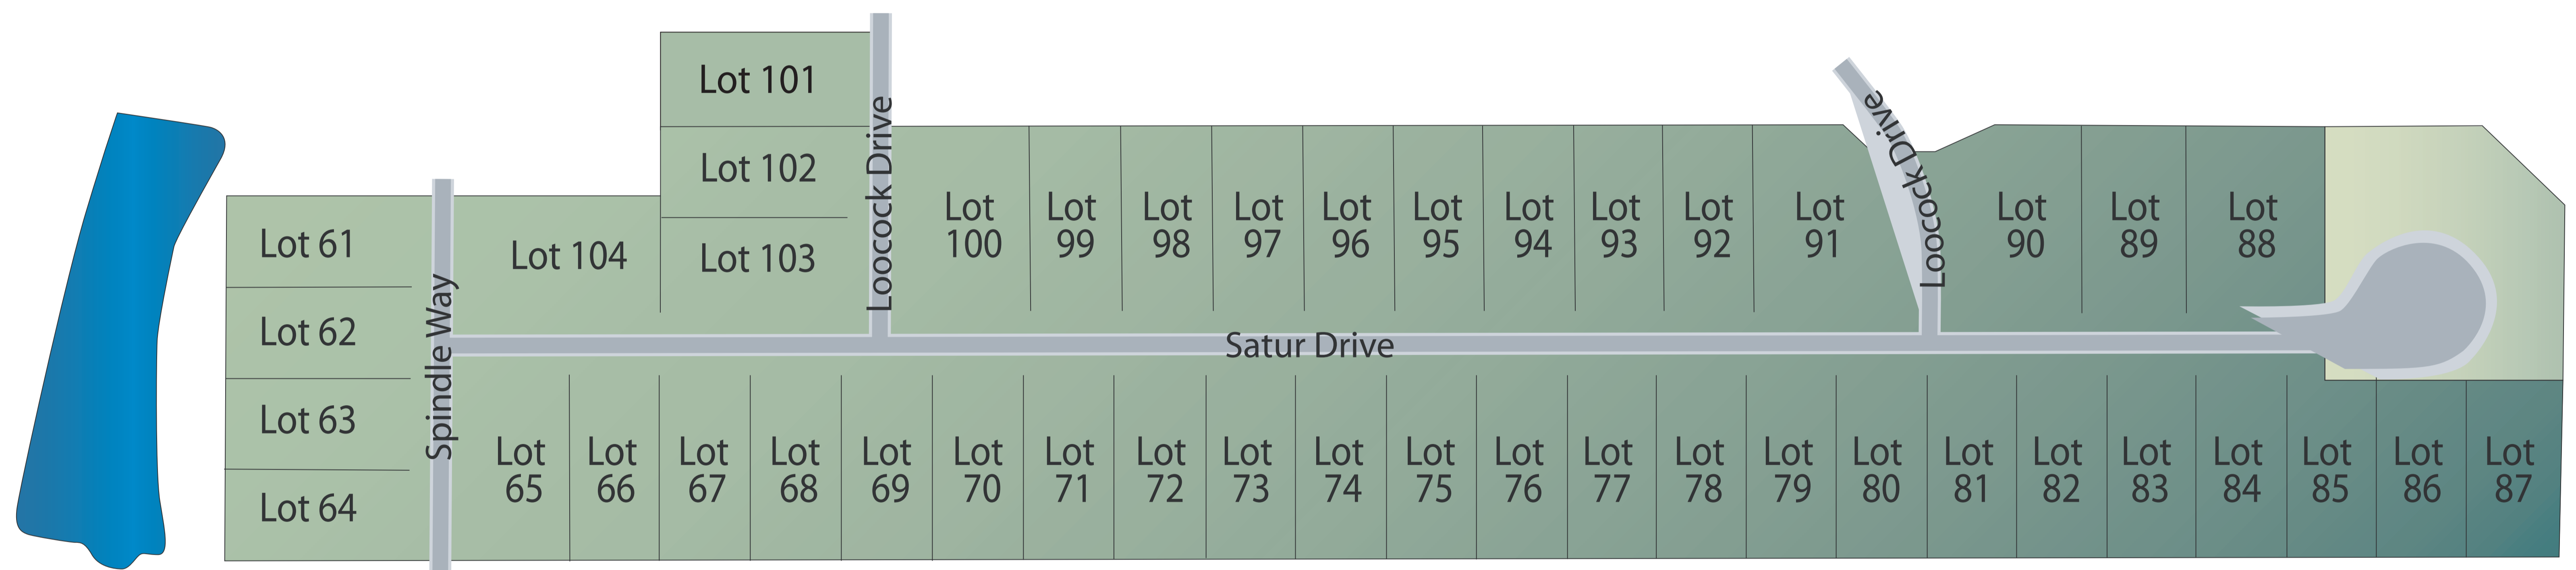 Lot 101
Lot 102
Lot 103
Lot 104
Lot 61
Lot 62
Lot 63
Lot 64
Spindle Way
Loocock Drive
Lot
100
Lot
99
Lot
98
Lot
97
Lot
96
Lot
95
Lot
94
Lot
93
Lot
92
Lot
91
Loocock Drive
Lot
90
Lot
89
Lot
88
Satur Drive
Lot
65
Lot
66
Lot
67
Lot
68
Lot
69
Lot
70
Lot
71
Lot
72
Lot
73
Lot
74
Lot
75
Lot
76
Lot
77
Lot
78
Lot
79
Lot
80
Lot
81
Lot
82
Lot
83
Lot
84
Lot
85
Lot
86
Lot
87